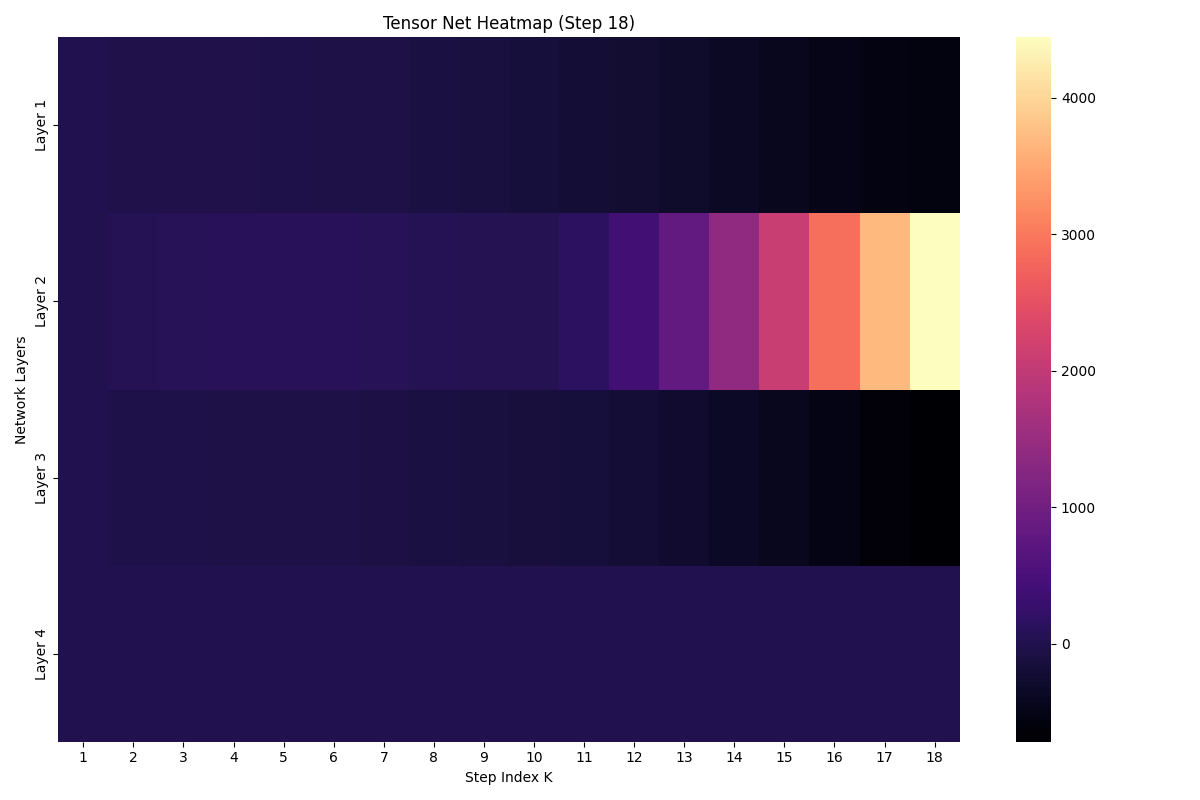 Tensor Net Heatmap (Step 18)
Network Layers
Layer 1
Layer 2
Layer 3
Layer 4
1 2 3 4 5 6 7 8 9 10 11 12 13 14 15 16 17 18
Step Index K
4000
3000
2000
1000
0